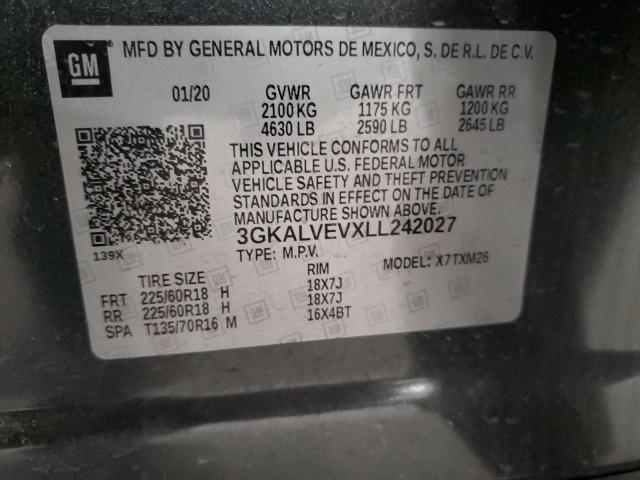 GM
MFD BY GENERAL MOTORS DE MEXICO, S. DE R.L. DE C.V.
01/20 GVWR GAWR FRT GAWR RR
2100 KG 1175 KG 1200 KG
4630 LB 2590 LB 2645 LB
THIS VEHICLE CONFORMS TO ALL
APPLICABLE U.S. FEDERAL MOTOR
VEHICLE SAFETY AND THEFT PREVENTION
STANDARDS IN EFFECT ON THE DATE OF
MANUFACTURE SHOWN ABOVE.
3GKALVEVXLL242027
139X
TYPE: M.P.V. MODEL: X7TXM26
TIRE SIZE RIM
FRT 225/60R18 H 18X7J
RR 225/60R18 H 18X7J
SPA T135/70R16 M 16X4BT